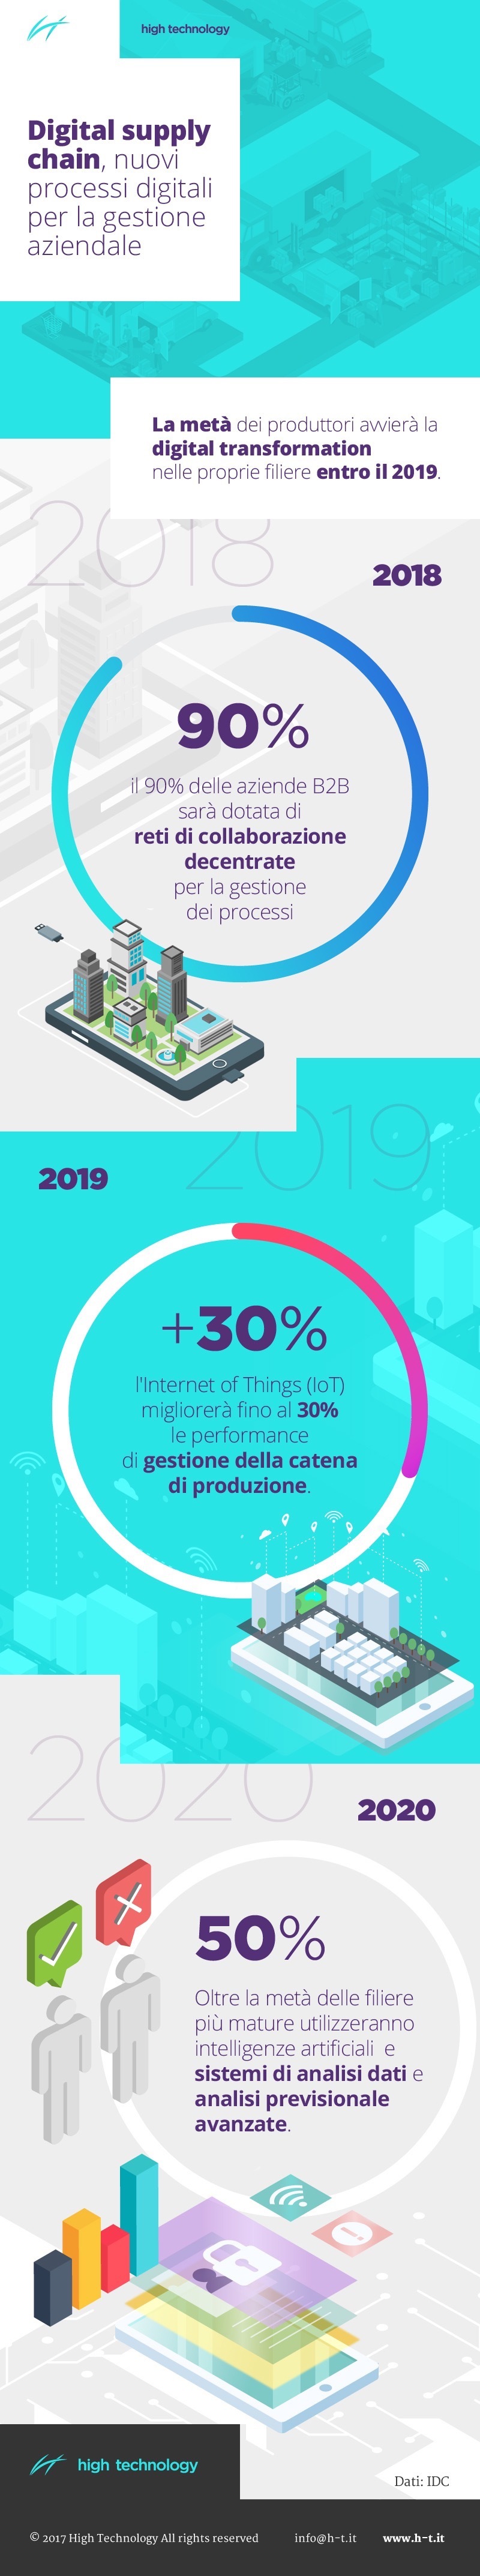 high technology
Digital supply
chain, nuovi
processi digitali
per la gestione
aziendale
La metà dei produttori avvierà la
digital transformation
nelle proprie filiere entro il 2019.
2018
2018
90%
il 90% delle aziende B2B
sarà dotata di
reti di collaborazione
decentrate
per la gestione
dei processi
2019
2019
+30%
l'Internet of Things (IoT)
migliorerà fino al 30%
le performance
di gestione della catena
di produzione.
2020
2020
50%
Oltre la metà delle filiere
più mature utilizzeranno
intelligenze artificiali e
sistemi di analisi dati e
analisi previsionale
avanzate.
high technology
Dati: IDC
© 2017 High Technology All rights reserved info@h-t.it www.h-t.it